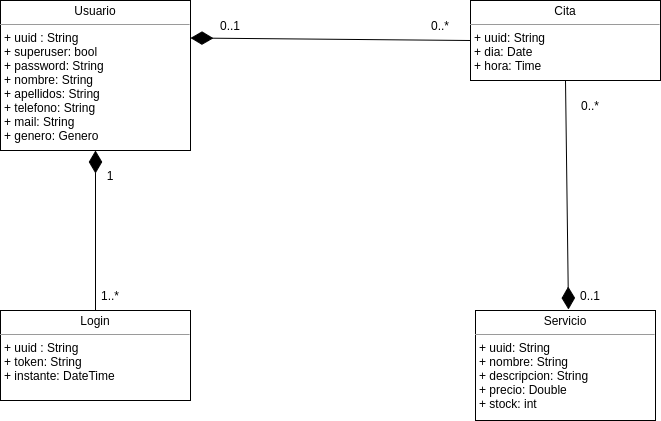 Usuario
+ uuid : String
+ superuser: bool
+ password: String
+ nombre: String
+ apellidos: String
+ telefono: String
+ mail: String
+ genero: Genero
0..1
0..*
Cita
+ uuid: String
+ dia: Date
+ hora: Time
0..*
1
1..*
0..1
Login
+ uuid : String
+ token: String
+ instante: DateTime
Servicio
+ uuid: String
+ nombre: String
+ descripcion: String
+ precio: Double
+ stock: int